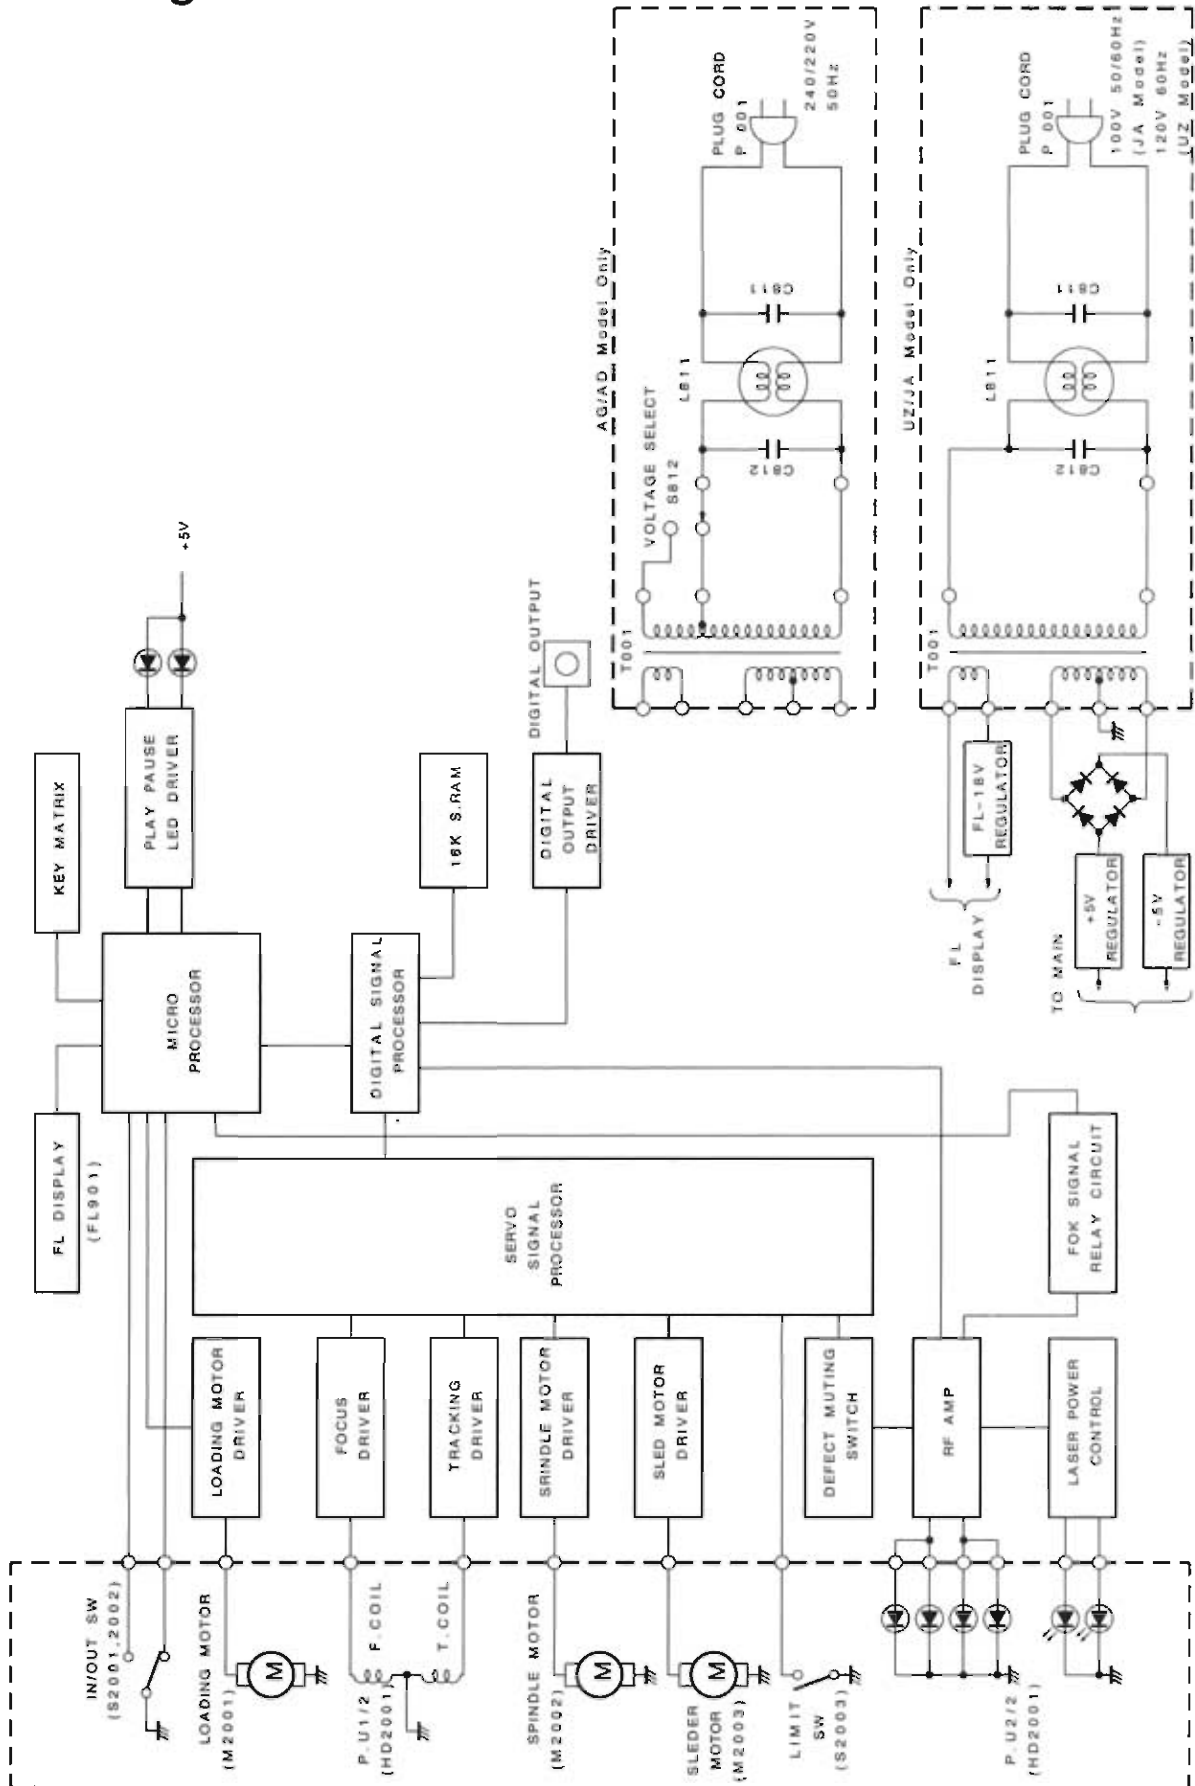 IN/OUT SW
(S2001,2002)
LOADING MOTOR
(M2001)
M
P.U1/2
(HD2001)
F.COIL
T.COIL
SPINDLE MOTOR
(M2002)
M
SLEDER
MOTOR
(M2003)
M
LIMIT
SW
(S2003)
P.U2/2
(HD2001)
LOADING MOTOR
DRIVER
FOCUS
DRIVER
TRACKING
DRIVER
SRINDLE MOTOR
DRIVER
SLED MOTOR
DRIVER
DEFECT MUTING
SWITCH
RF AMP
LASER POWER
CONTROL
FL DISPLAY
(FL901)
SERVO
SIGNAL
PROCESSOR
FOK SIGNAL
RELAY CIRCUIT
MICRO
PROCESSOR
DIGITAL SIGNAL
PROCESSOR
KEY MATRIX
PLAY PAUSE
LED DRIVER
+5V
16K S.RAM
DIGITAL
OUTPUT
DRIVER
DIGITAL OUTPUT
AG/AD Model Only
T001
VOLTAGE SELECT
S812
C812
L811
C811
PLUG CORD
P 001
240/220V
50Hz
UZ/JA Model Only
T001
C812
L811
C811
PLUG CORD
P 001
100V 50/60Hz
(JA Model)
120V 60Hz
(UZ Model)
FL
DISPLAY
FL-18V
REGULATOR
TO MAIN
+5V
REGULATOR
-5V
REGULATOR